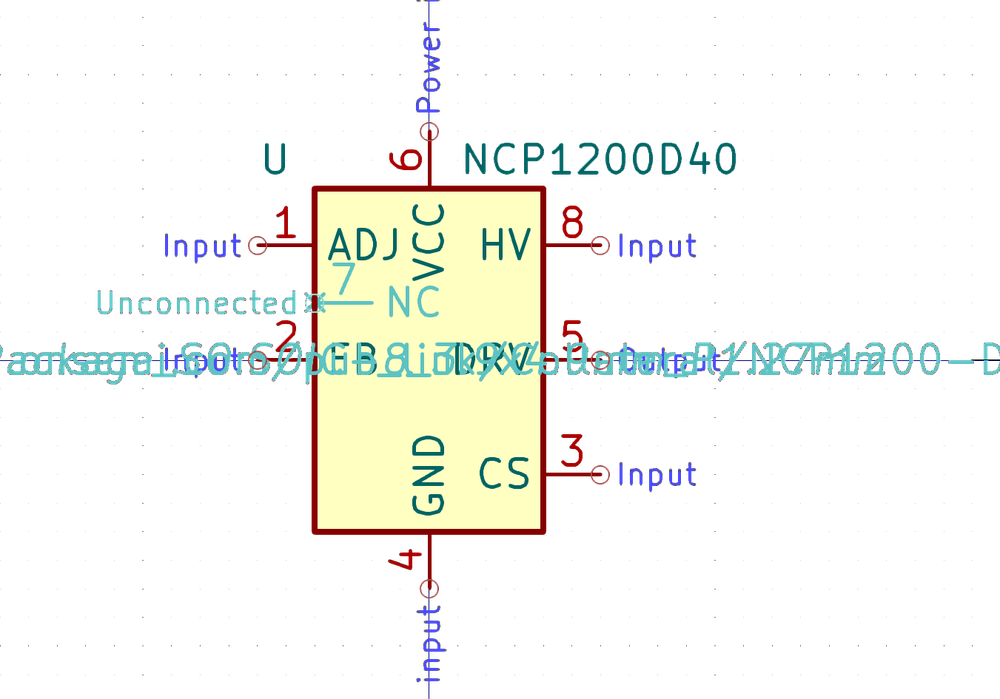 Power
6
U
NCP1200D40
1
8
Input
ADJ
VCC
HV
Input
7
Unconnected
NC
2
5
Input
FB
DRV
Output
3
GND
CS
Input
4
input